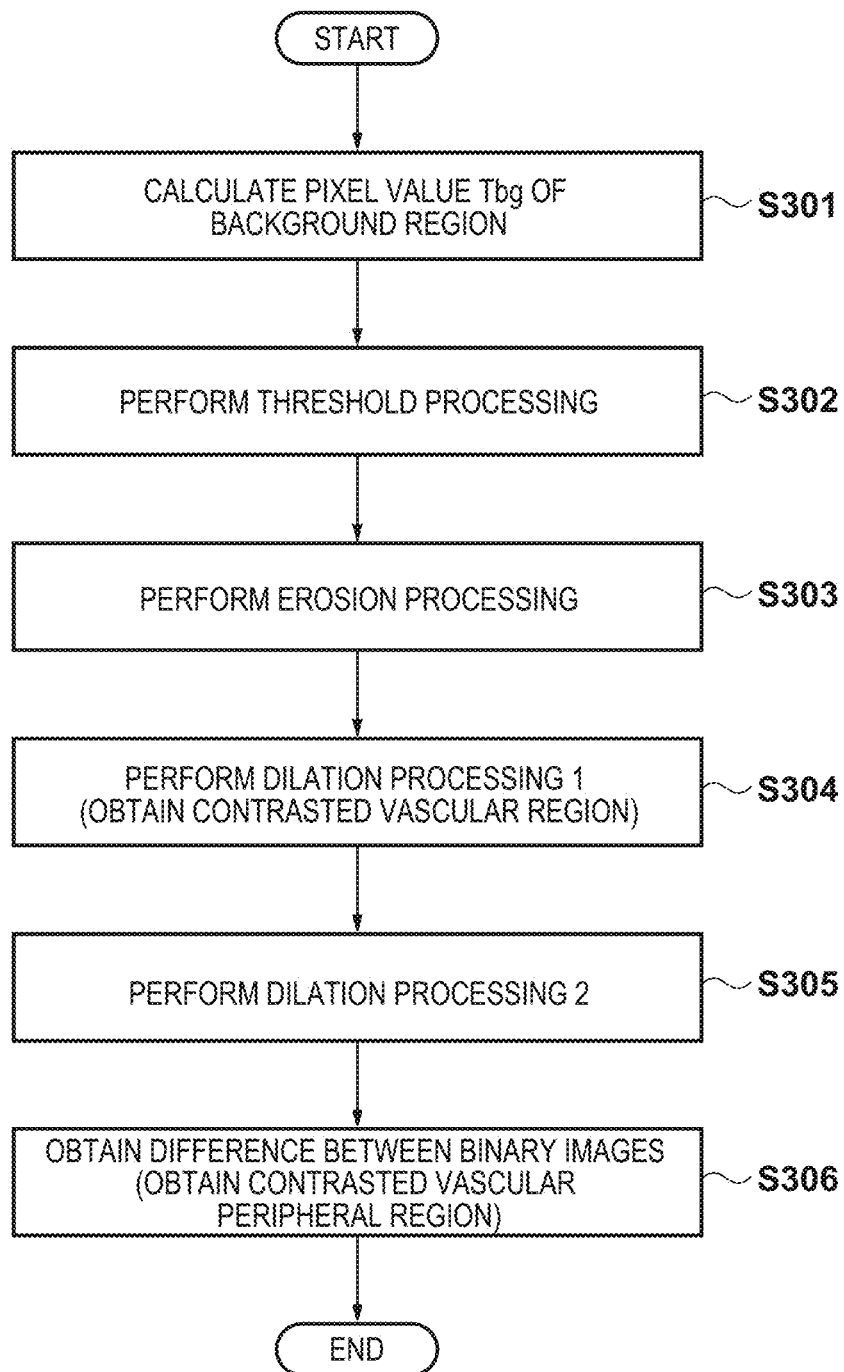 START
CALCULATE PIXEL VALUE Tbg OF
BACKGROUND REGION
S301
PERFORM THRESHOLD PROCESSING
S302
PERFORM EROSION PROCESSING
S303
PERFORM DILATION PROCESSING 1
(OBTAIN CONTRASTED VASCULAR REGION)
S304
PERFORM DILATION PROCESSING 2
S305
OBTAIN DIFFERENCE BETWEEN BINARY IMAGES
(OBTAIN CONTRASTED VASCULAR
PERIPHERAL REGION)
S306
END